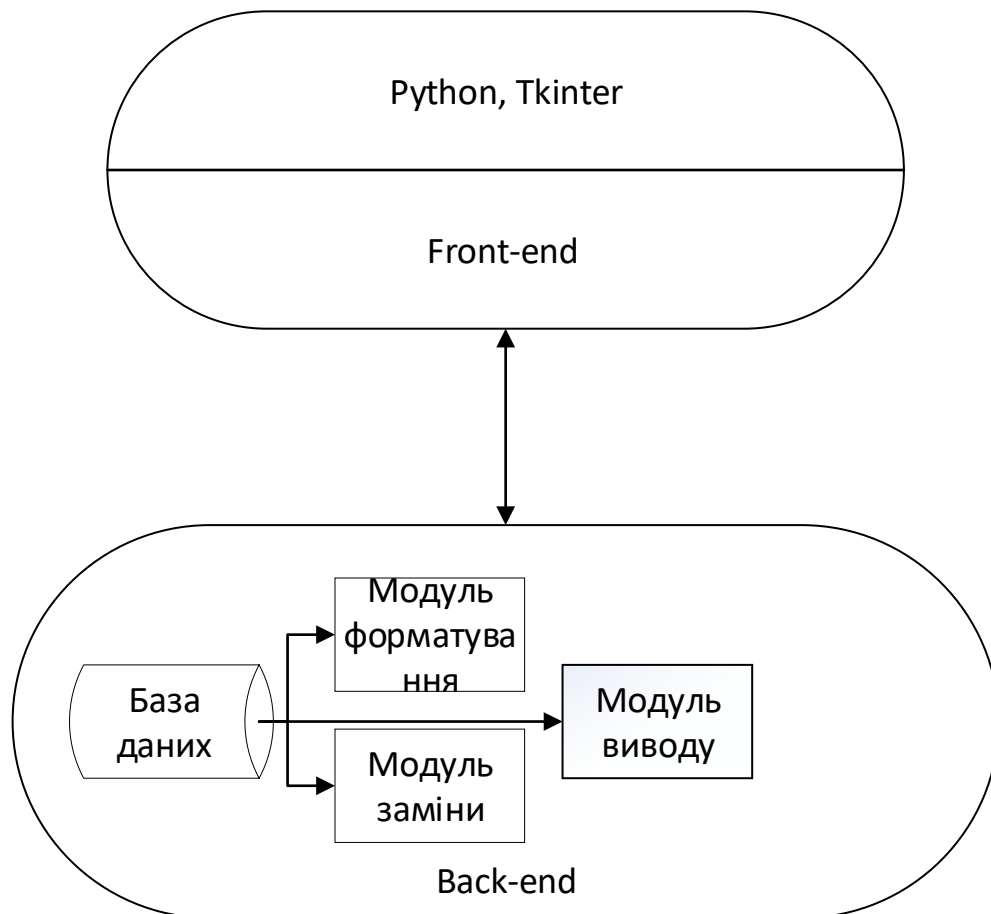 Python, Tkinter
Front-end
Модуль
форматува
ння
База
даних
Модуль
виводу
Модуль
заміни
Back-end